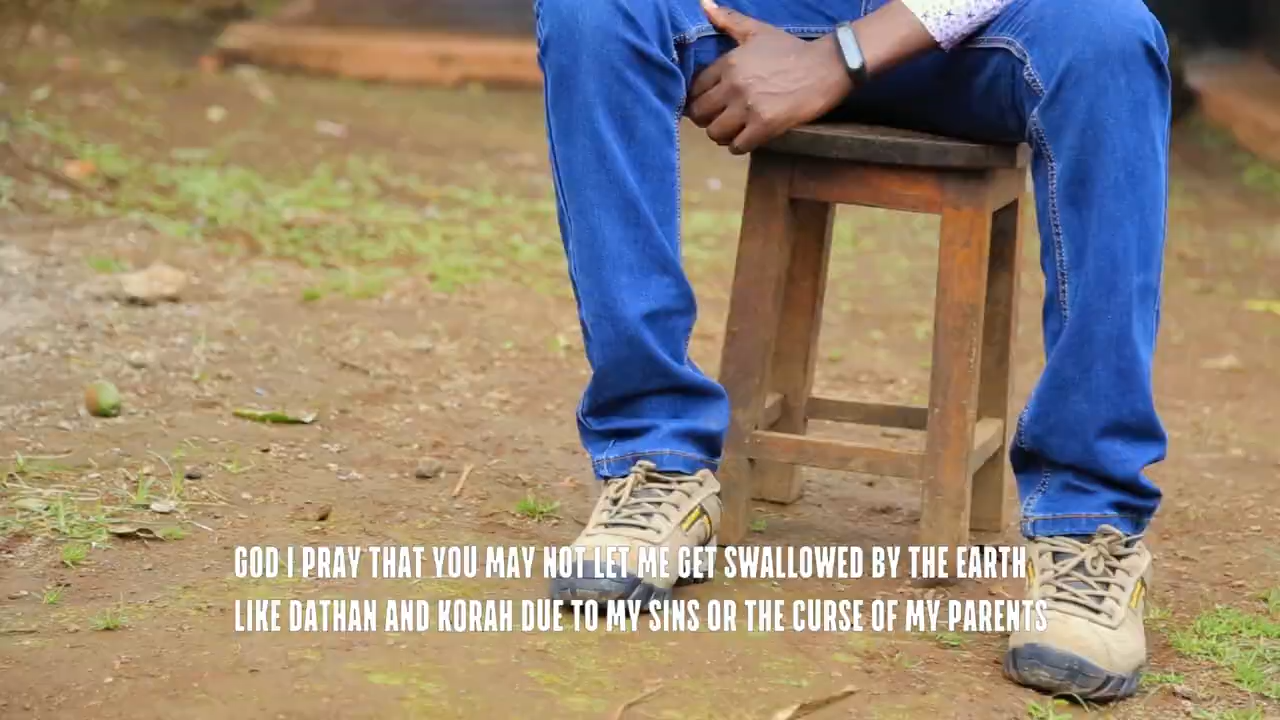 GOD I PRAY THAT YOU MAY NOT LET ME GET SWALLOWED BY THE EARTH
LIKE DATHAN AND KORAH DUE TO MY SINS OR THE CURSE OF MY PARENTS